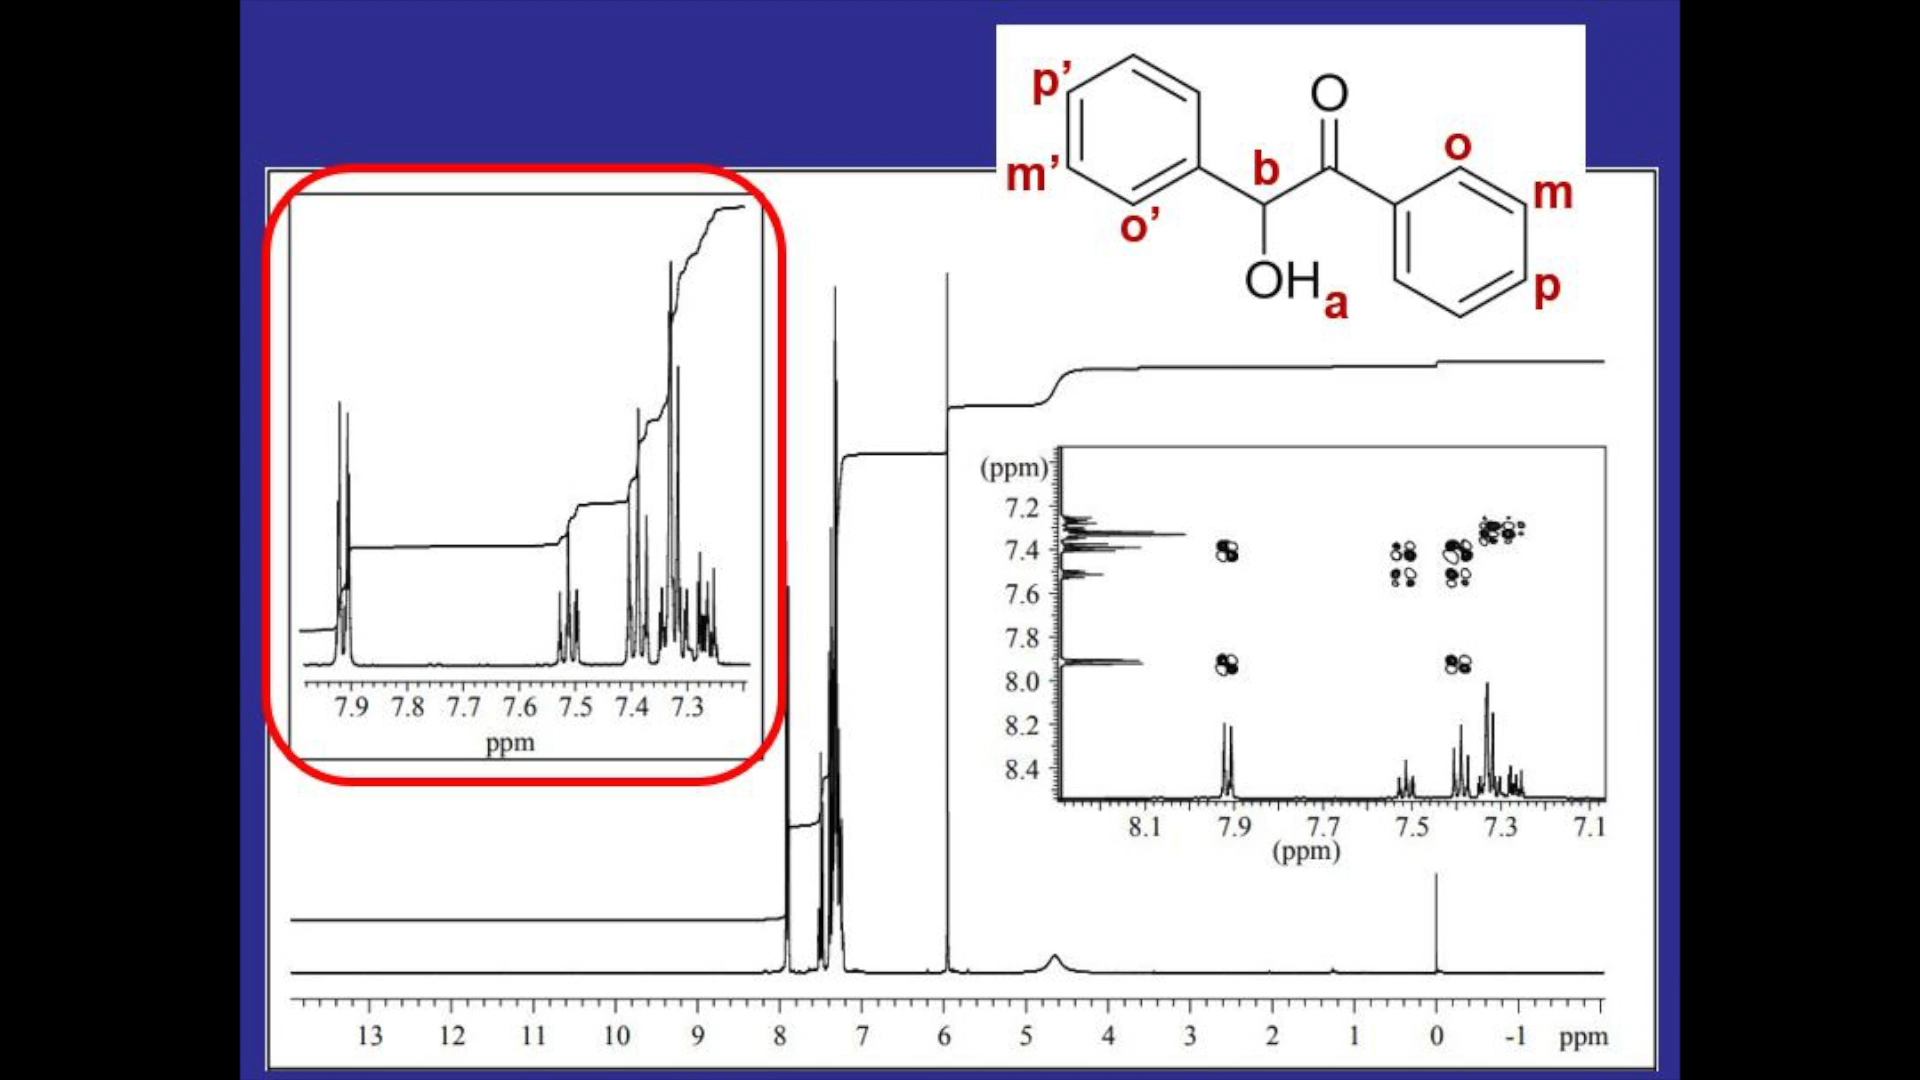 O
p’
o
m’
b
m
o’
OH
a
p
7.9 7.8 7.7 7.6 7.5 7.4 7.3
ppm
(ppm)
7.2
7.4
7.6
7.8
8.0
8.2
8.4
8.1 7.9 7.7 7.5 7.3 7.1
(ppm)
13 12 11 10 9 8 7 6 5 4 3 2 1 0 -1 ppm